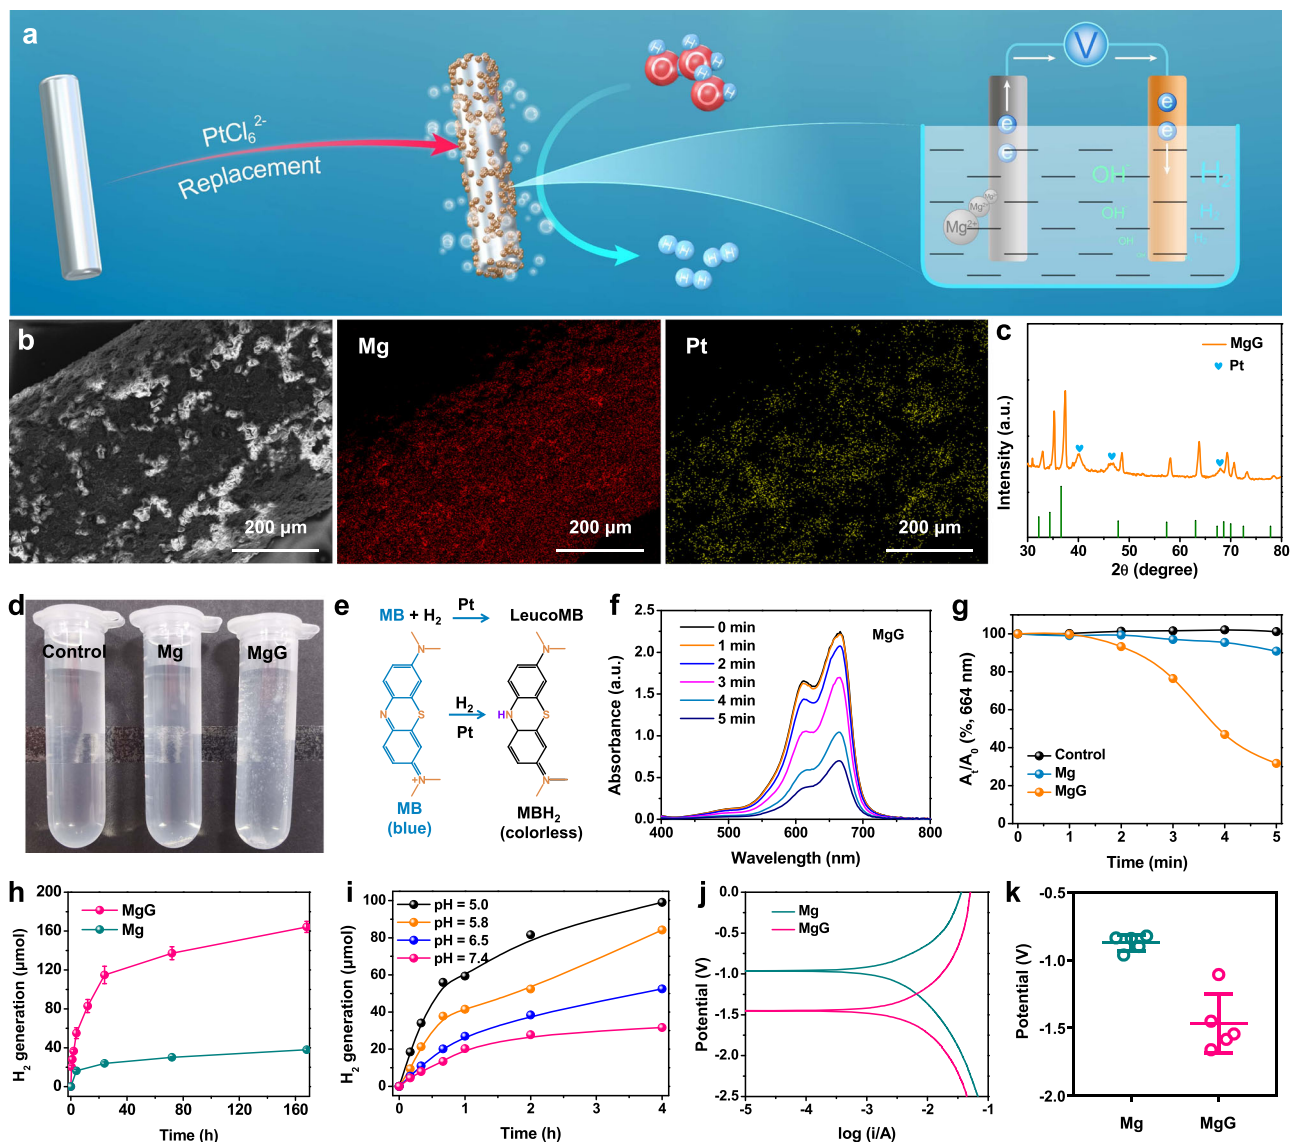 a
PtCl₆²⁻
Replacement
H
H
O
O
H
H
O
H
H H
H H
H H
V
e
e
e
e
Mg²⁺
Mg²⁺
OH⁻
OH
OH
H₂
H₂
H₂
b
200 µm
Mg
200 µm
Pt
200 µm
c
MgG
Pt
Intensity (a.u.)
30 40 50 60 70 80
2θ (degree)
d
Control
Mg
MgG
e
MB + H₂
Pt
LeucoMB
N
N
N
S
N⁺
H₂
Pt
HN
S
N
MB
(blue)
MBH₂
(colorless)
f
MgG
0 min
1 min
2 min
3 min
4 min
5 min
2.5
2.0
1.5
1.0
0.5
0.0
Absorbance (a.u.)
400 500 600 700 800
Wavelength (nm)
g
100
80
60
40
20
0
Aₜ/A₀ (%, 664 nm)
Control
Mg
MgG
0 1 2 3 4 5
Time (min)
h
MgG
Mg
200
160
120
80
40
0
H₂ generation (µmol)
0 40 80 120 160
Time (h)
i
pH = 5.0
pH = 5.8
pH = 6.5
pH = 7.4
100
80
60
40
20
0
H₂ generation (µmol)
0 1 2 3 4
Time (h)
j
Mg
MgG
0.0
-0.5
-1.0
-1.5
-2.0
-2.5
Potential (V)
-5 -4 -3 -2 -1
log (i/A)
k
-0.5
-1.0
-1.5
-2.0
Potential (V)
Mg MgG